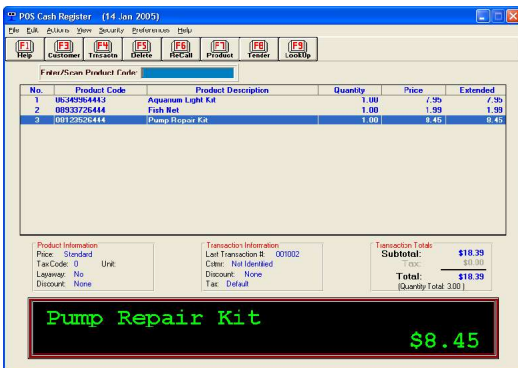 POS Cash Register (14 Jan 2005)
File Edit Actions View Security Preferences Help
F1 F3 F4 F5 F6 F7 F8 F9
Help Customer Trnsactn Delete ReCall Product Tender LookUp
Enter/Scan Product Code:
No. Product Code Product Description Quantity Price Extended
1 06349964443 Aquarium Light Kit 1.00 7.95 7.95
2 08933726444 Fish Net 1.00 1.99 1.99
3 08123526444 Pump Repair Kit 1.00 8.45 8.45
Product Information Transaction Information Transaction Totals
Price: Standard Last Transaction #: 001002 Subtotal: $18.39
Tax Code: 0 Unit: Cstmr: Not Identified Tax: $0.00
Layaway: No Discount: None Total: $18.39
Discount: None Tax: Default (Quantity Total: 3.00 )
Pump Repair Kit
$8.45